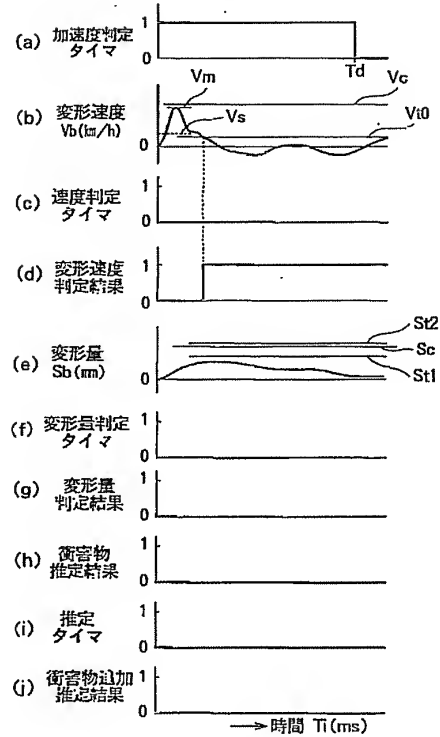 (a) 加速度判定
タイマ
1
0
Td
Vm
Vc
(b) 変形速度
Vb(km/h)
Vs
Vt0
0
(c) 速度判定
タイマ
1
0
(d) 変形速度
判定結果
1
0
St2
Sc
(e) 変形量
Sb(mm)
0
St1
(f) 変形量判定
タイマ
1
0
(g) 変形量
判定結果
1
0
(h) 衝害物
推定結果
1
0
(i) 推定
タイマ
1
0
(j) 衝害物追加
推定結果
1
0
→時間 Ti(ms)